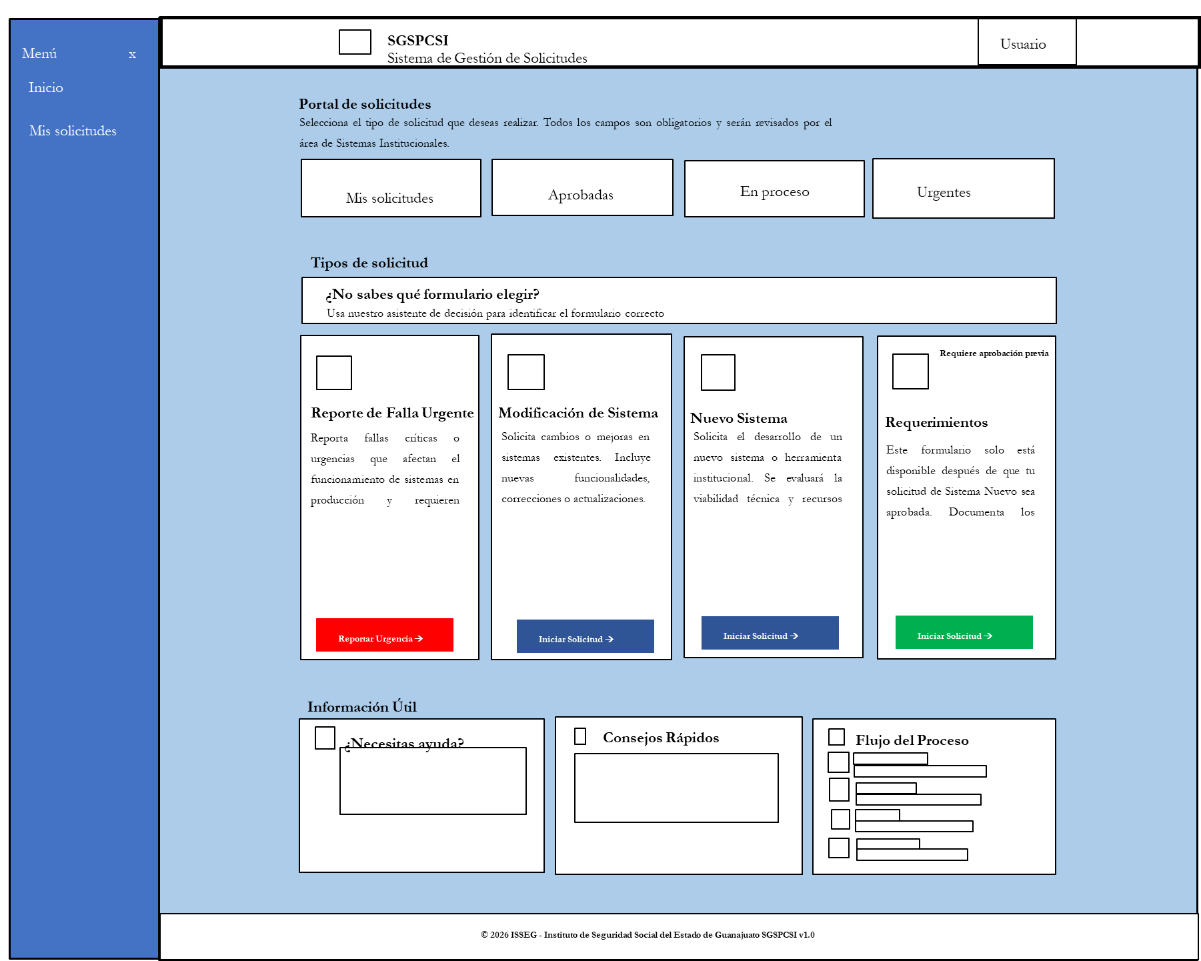 Menú x
Inicio
Mis solicitudes
SGSPCSI
Sistema de Gestión de Solicitudes
Usuario
Portal de solicitudes
Selecciona el tipo de solicitud que deseas realizar. Todos los campos son obligatorios y serán revisados por el
área de Sistemas Institucionales.
Mis solicitudes
Aprobadas
En proceso
Urgentes
Tipos de solicitud
¿No sabes qué formulario elegir?
Usa nuestro asistente de decisión para identificar el formulario correcto
Reporte de Falla Urgente
Reporta fallas críticas o
urgencias que afectan el
funcionamiento de sistemas en
producción y requieren
Reportar Urgencia →
Modificación de Sistema
Solicita cambios o mejoras en
sistemas existentes. Incluye
nuevas funcionalidades,
correcciones o actualizaciones.
Iniciar Solicitud →
Nuevo Sistema
Solicita el desarrollo de un
nuevo sistema o herramienta
institucional. Se evaluará la
viabilidad técnica y recursos
Iniciar Solicitud →
Requiere aprobación previa
Requerimientos
Este formulario solo está
disponible después de que tu
solicitud de Sistema Nuevo sea
aprobada. Documenta los
Iniciar Solicitud →
Información Útil
¿Necesitas ayuda?
Consejos Rápidos
Flujo del Proceso
© 2026 ISSEG - Instituto de Seguridad Social del Estado de Guanajuato SGSPCSI v1.0